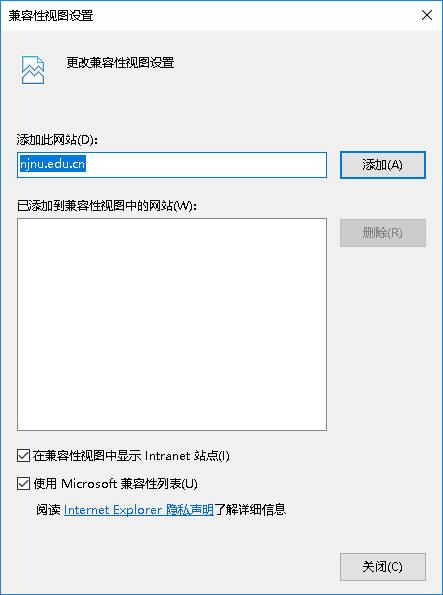 兼容性视图设置
更改兼容性视图设置
添加此网站(D):
njnu.edu.cn
添加(A)
已添加到兼容性视图中的网站(W):
删除(R)
在兼容性视图中显示 Intranet 站点(I)
使用 Microsoft 兼容性列表(U)
阅读 Internet Explorer 隐私声明了解详细信息
关闭(C)